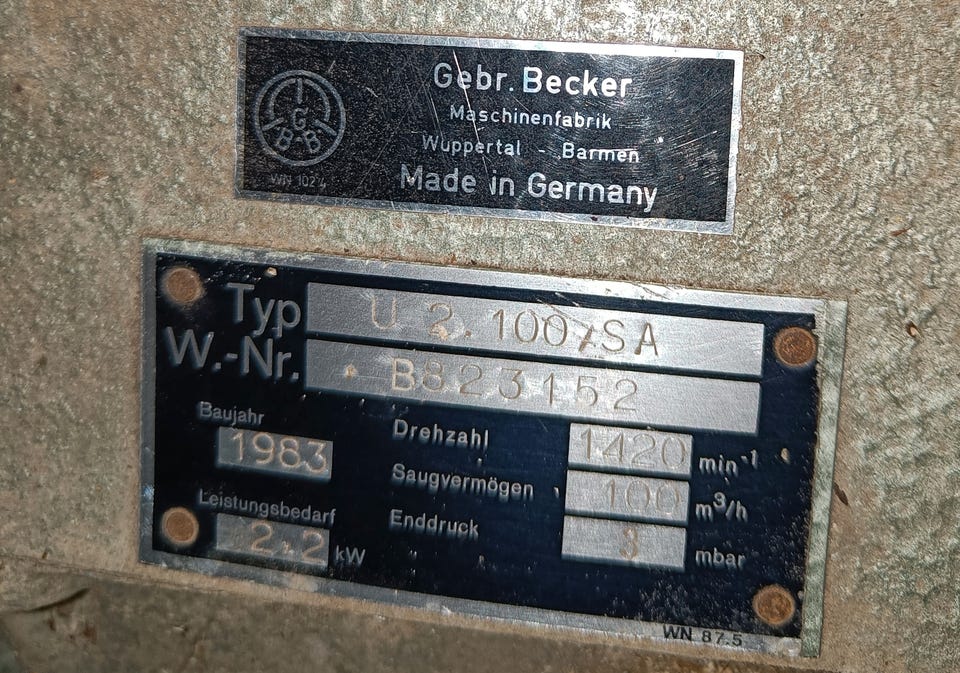 Gebr. Becker
Maschinenfabrik
Wuppertal - Barmen
Made in Germany
G
B B
WN 102
Typ U 2.100/SA
W.-Nr. B823152
Baujahr
1983
Leistungsbedarf
2,2 kW
Drehzahl 1420 min-1
Saugvermögen 100 m³/h
Enddruck mbar
WN 87.5